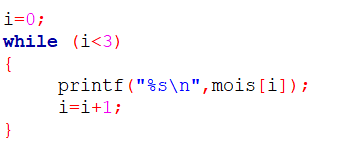 i=0;
while (i<3)
{
printf("%s\n",mois[i]);
i=i+1;
}